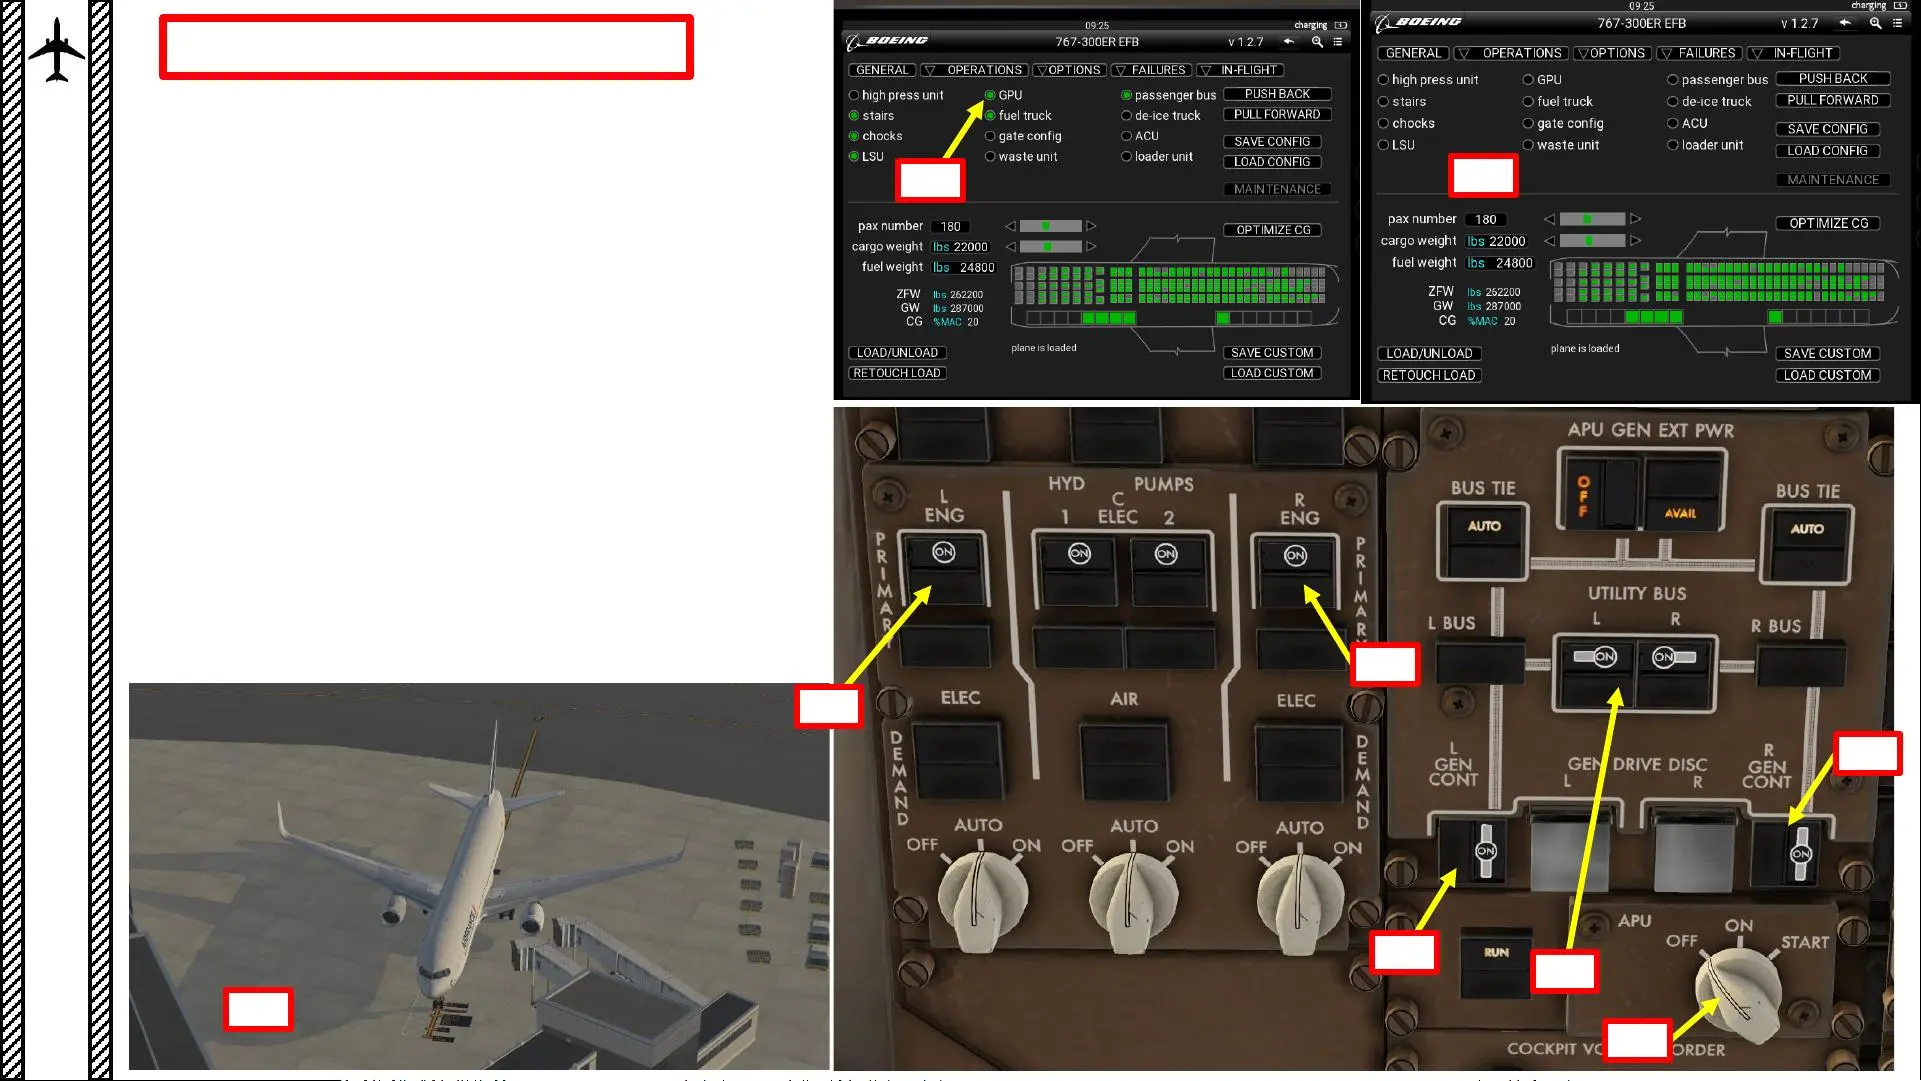 09:25
charging
BOEING
767-300ER EFB
v 1.2.7
GENERAL
OPERATIONS
OPTIONS
FAILURES
IN-FLIGHT
high press unit
GPU
passenger bus
PUSH BACK
stairs
fuel truck
de-ice truck
PULL FORWARD
chocks
gate config
ACU
SAVE CONFIG
LSU
waste unit
loader unit
LOAD CONFIG
MAINTENANCE
pax number 180
OPTIMIZE CG
cargo weight lbs 22000
fuel weight lbs 24800
ZFW lbs 262200
GW lbs 287000
CG %MAC 20
plane is loaded
LOAD/UNLOAD
SAVE CUSTOM
RETOUCH LOAD
LOAD CUSTOM
09:25
charging
BOEING
767-300ER EFB
v 1.2.7
GENERAL
OPERATIONS
OPTIONS
FAILURES
IN-FLIGHT
high press unit
GPU
passenger bus
PUSH BACK
stairs
fuel truck
de-ice truck
PULL FORWARD
chocks
gate config
ACU
SAVE CONFIG
LSU
waste unit
loader unit
LOAD CONFIG
MAINTENANCE
pax number 180
OPTIMIZE CG
cargo weight lbs 22000
fuel weight lbs 24800
ZFW lbs 262200
GW lbs 287000
CG %MAC 20
plane is loaded
LOAD/UNLOAD
SAVE CUSTOM
RETOUCH LOAD
LOAD CUSTOM
HYD PUMPS
L ENG
C
1 ELEC 2
R ENG
PRIMARY
ON
ON
ON
ON
PRIMARY
ELEC
AIR
ELEC
DEMAND
DEMAND
OFF AUTO ON
OFF AUTO ON
OFF AUTO ON
APU GEN EXT PWR
BUS TIE
OFF
AVAIL
BUS TIE
AUTO
AUTO
UTILITY BUS
L R
L BUS
ON
ON
R BUS
L GEN CONT
GEN DRIVE DISC
L R
R GEN CONT
ON
ON
RUN
APU
OFF ON START
COCKPIT